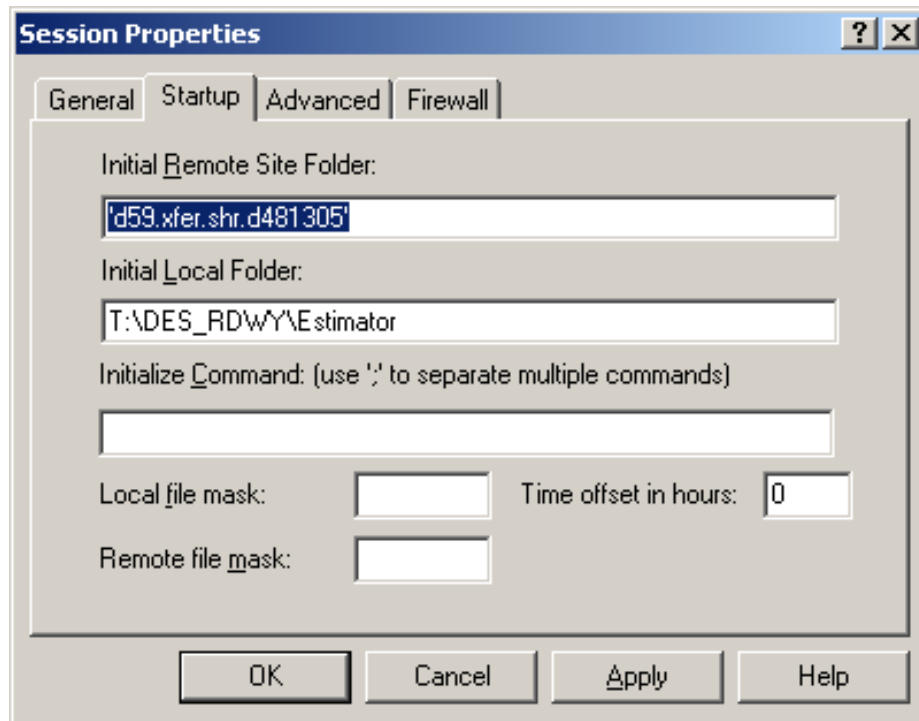 Session Properties
General Startup Advanced Firewall
Initial Remote Site Folder:
'd59.xfer.shr.d481305'
Initial Local Folder:
T:\DES_RDWY\Estimator
Initialize Command: (use ';' to separate multiple commands)
Local file mask: Time offset in hours: 0
Remote file mask:
OK Cancel Apply Help